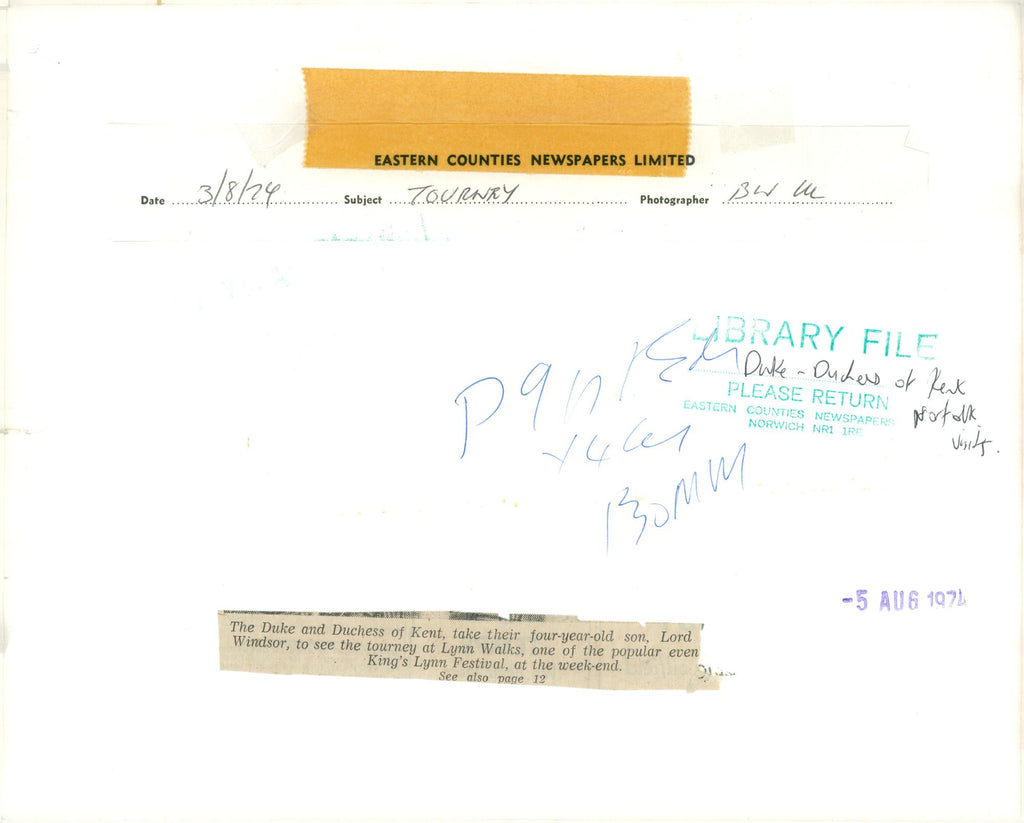 EASTERN COUNTIES NEWSPAPERS LIMITED
Date 3/8/74 Subject TOURNEY Photographer
LIBRARY FILE
Duke - Duchess of Kent
PLEASE RETURN
Norfolk
EASTERN COUNTIES NEWSPAPERS
visits.
NORWICH NR1 1RE
P9
130MM
-5 AUG 1974
The Duke and Duchess of Kent, take their four-year-old son, Lord
Windsor, to see the tourney at Lynn Walks, one of the popular even
King's Lynn Festival, at the week-end.
See also page 12